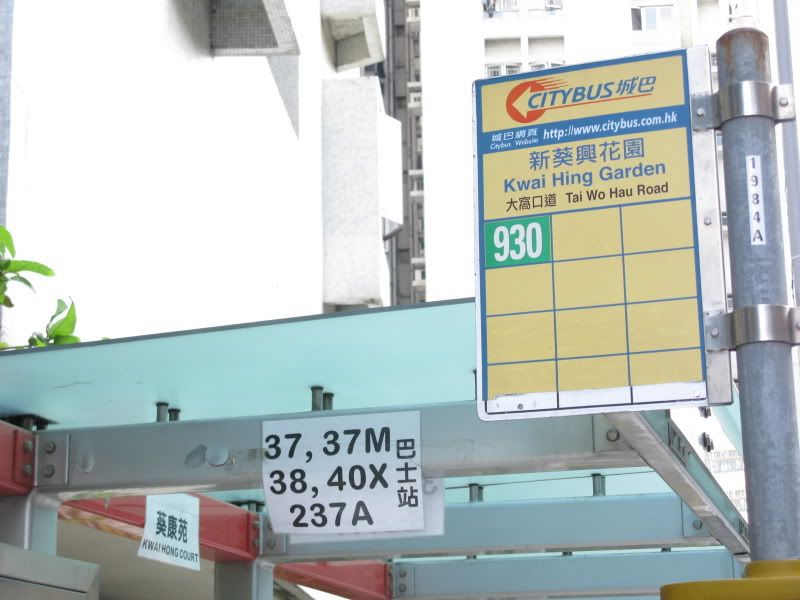 CITYBUS 城巴
城巴網頁 http://www.citybus.com.hk
Citybus Website
新葵興花園
Kwai Hing Garden
大窩口道 Tai Wo Hau Road
930
1984A
37, 37M
38, 40X
237A
巴士站
葵康苑
KWAI HONG COURT